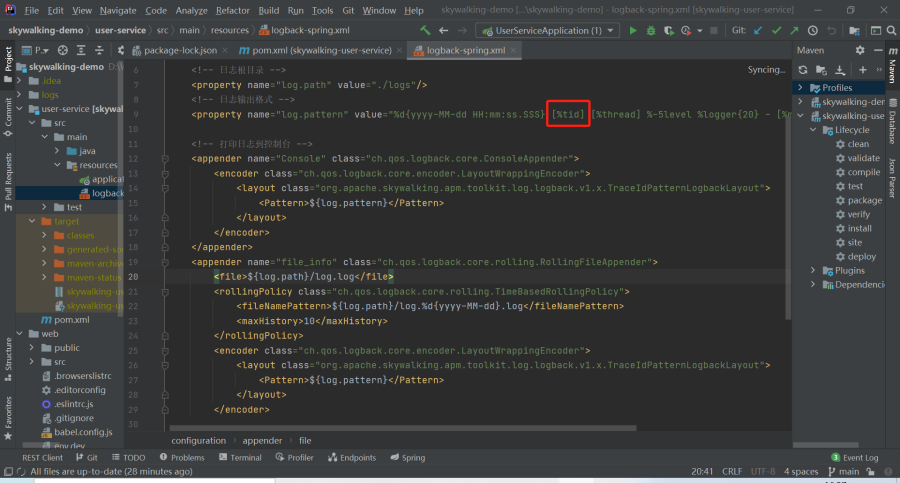 File Edit View Navigate Code Analyze Refactor Build Run Tools Git Window Help skywalking-demo [...\skywalking-demo] - logback-spring.xml
skywalking-demo user-service src main resources logback-spring.xml UserServiceApplication (1) Git:
P... package-lock.json pom.xml (skywalking-user-service) logback-spring.xml Maven
Project
Commit
Pull Requests
Structure
Favorites
skywalking-demo
.idea
logs
user-service [skywalking
src
main
java
resources
applicat
logback
test
target
classes
generated-so
maven-archiv
maven-status
skywalking-us
skywalking-us
pom.xml
web
public
src
.browserslistrc
.editorconfig
.eslintrc.js
.gitignore
babel.config.js
env.dev
Syncing...
6 <!-- 日志根目录 -->
7 <property name="log.path" value="./logs"/>
8 <!-- 日志输出格式 -->
9 <property name="log.pattern" value="%d{yyyy-MM-dd HH:mm:ss.SSS} [%tid] [%thread] %-5level %logger{20} - [%m
10
11 <!-- 打印日志到控制台 -->
12 <appender name="Console" class="ch.qos.logback.core.ConsoleAppender">
13 <encoder class="ch.qos.logback.core.encoder.LayoutWrappingEncoder">
14 <layout class="org.apache.skywalking.apm.toolkit.log.logback.v1.x.TraceIdPatternLogbackLayout">
15 <Pattern>${log.pattern}</Pattern>
16 </layout>
17 </encoder>
18 </appender>
19 <appender name="file_info" class="ch.qos.logback.core.rolling.RollingFileAppender">
20 <file>${log.path}/log.log</file>
21 <rollingPolicy class="ch.qos.logback.core.rolling.TimeBasedRollingPolicy">
22 <fileNamePattern>${log.path}/log.%d{yyyy-MM-dd}.log</fileNamePattern>
23 <maxHistory>10</maxHistory>
24 </rollingPolicy>
25 <encoder class="ch.qos.logback.core.encoder.LayoutWrappingEncoder">
26 <layout class="org.apache.skywalking.apm.toolkit.log.logback.v1.x.TraceIdPatternLogbackLayout">
27 <Pattern>${log.pattern}</Pattern>
28 </layout>
29 </encoder>
30
configuration appender file
Profiles
skywalking-den
skywalking-use
Lifecycle
clean
validate
compile
test
package
verify
install
site
deploy
Plugins
Dependenci
Maven
Database
Json Parser
REST Client Git TODO Problems Terminal Profiler Endpoints Spring 3 Event Log
All files are up-to-date (28 minutes ago) 20:41 CRLF UTF-8 4 spaces main